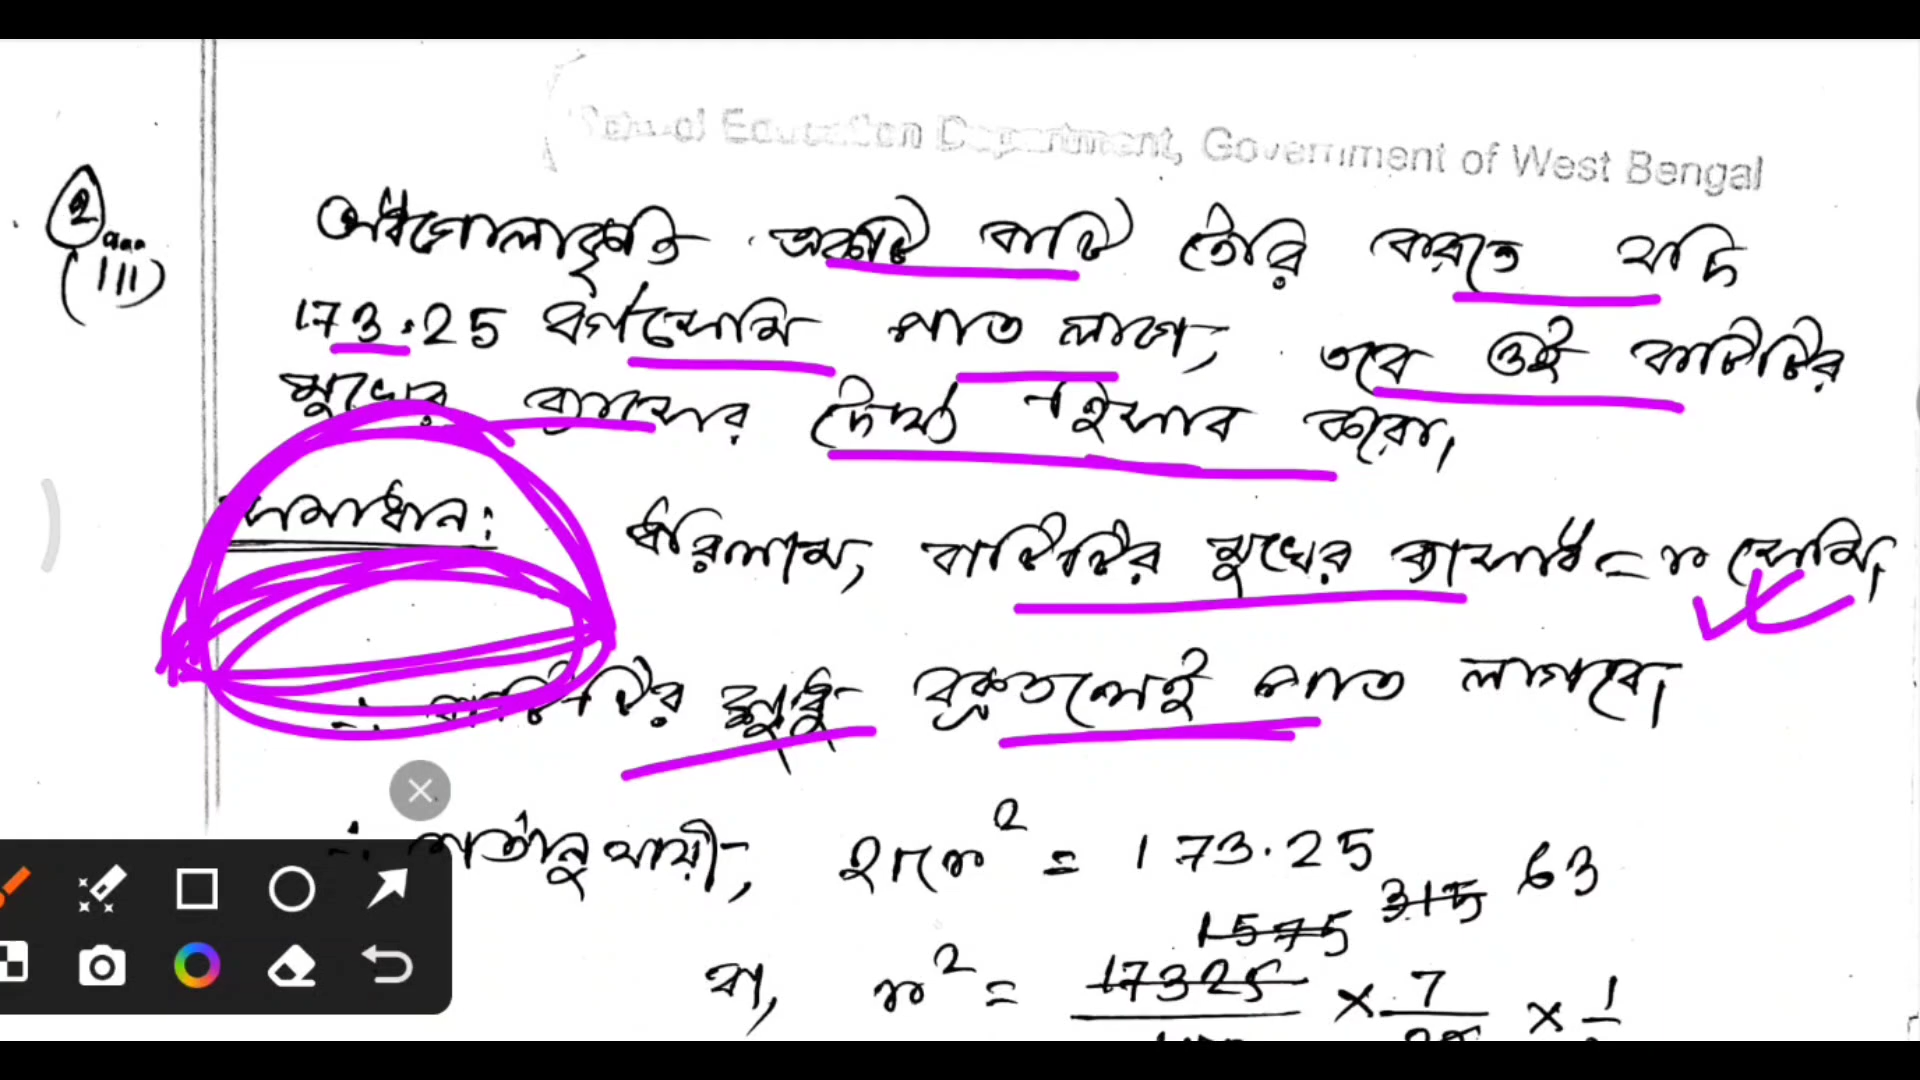 School Education Department, Government of West Bengal
2
(iii)
অর্ধগোলাকৃতি একটি বাটি তৈরি করতে যদি
173.25 বর্গসেমি পাত লাগে, তবে ওই বাটিটির
মুখের ব্যাসের দৈর্ঘ্য হিসাব করো।
সমাধান: ধরিলাম, বাটিটির মুখের ব্যাসার্ধ = r সেমি,
∴ বাটিটির শুধু বক্রতলেই পাত লাগবে।
∴ শর্তানুযায়ী, 2πr² = 173.25
1575 315 63
বা, r² = 17325 × 7 × 1